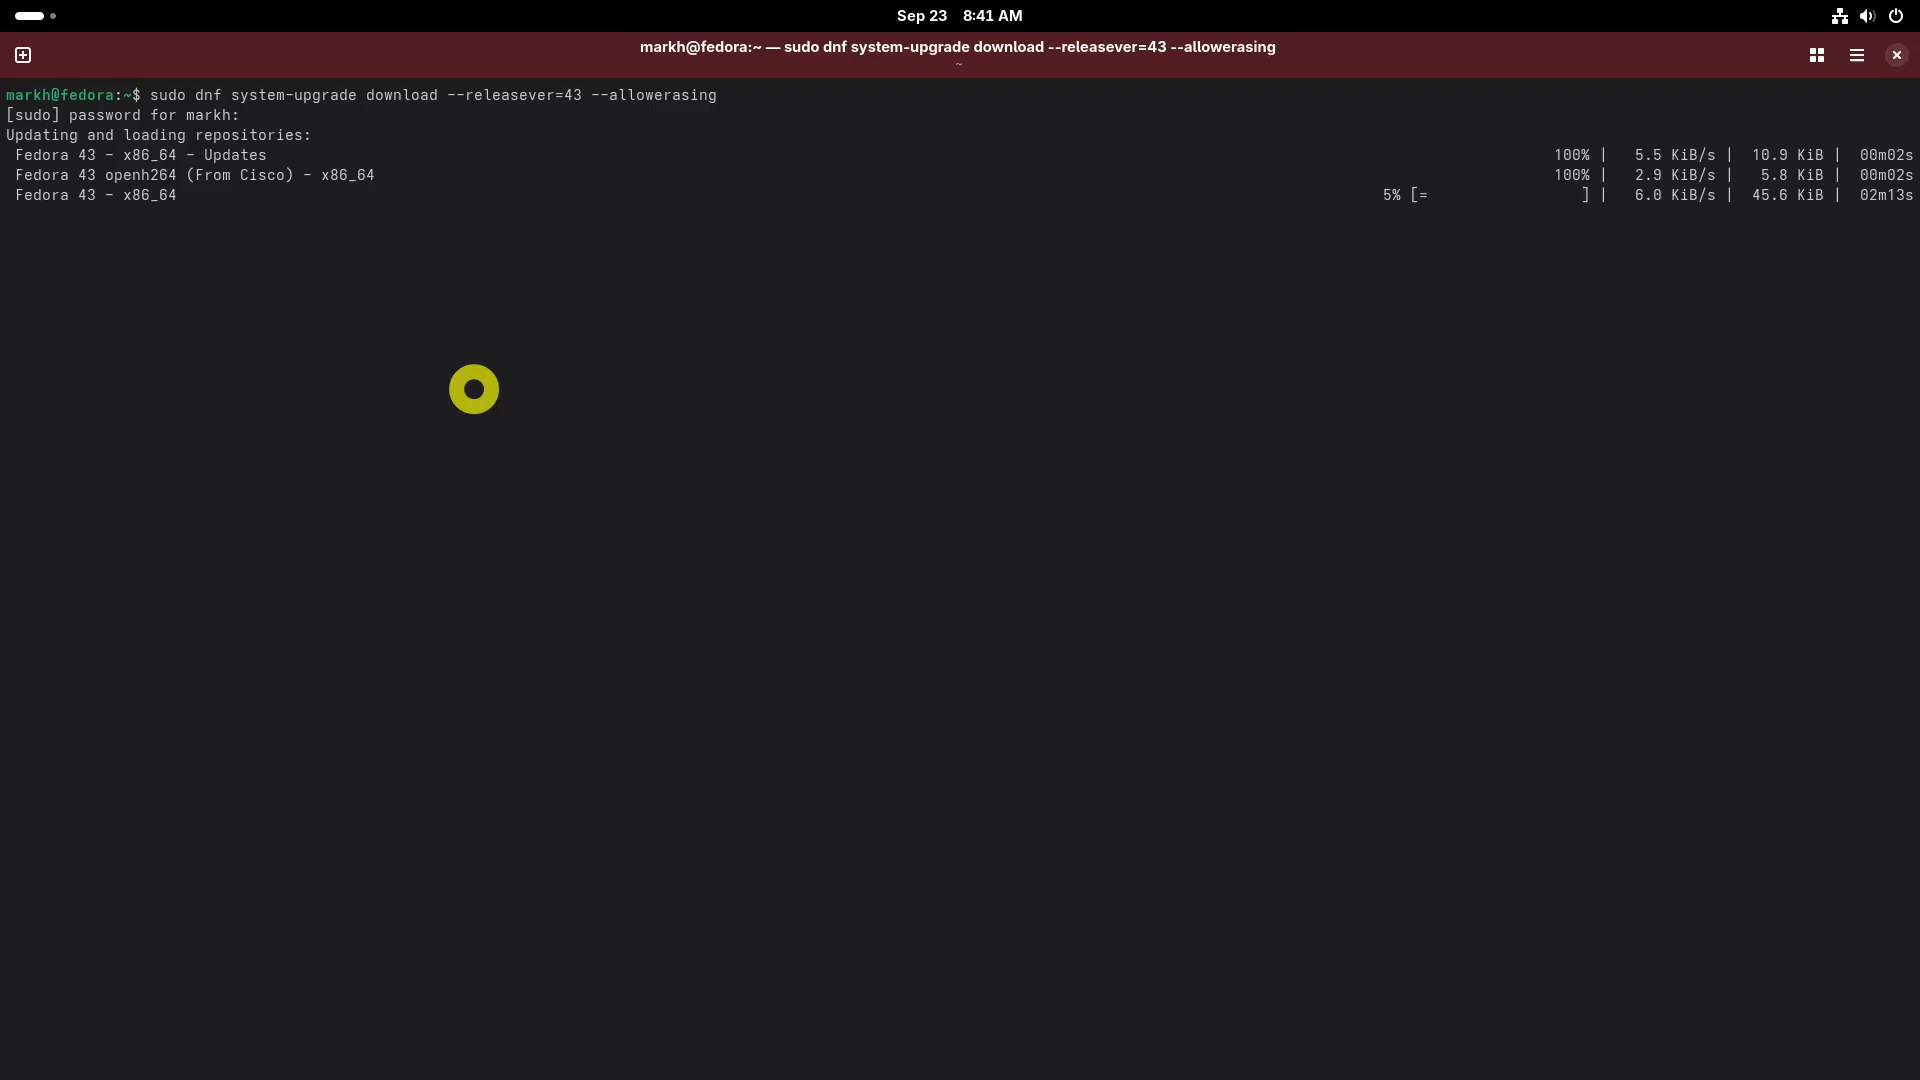 Sep 23 8:41 AM
markh@fedora:~ — sudo dnf system-upgrade download --releasever=43 --allowerasing
~
markh@fedora:~$ sudo dnf system-upgrade download --releasever=43 --allowerasing
[sudo] password for markh:
Updating and loading repositories:
Fedora 43 - x86_64 - Updates 100% | 5.5 KiB/s | 10.9 KiB | 00m02s
Fedora 43 openh264 (From Cisco) - x86_64 100% | 2.9 KiB/s | 5.8 KiB | 00m02s
Fedora 43 - x86_64 5% [= ] | 6.0 KiB/s | 45.6 KiB | 02m13s